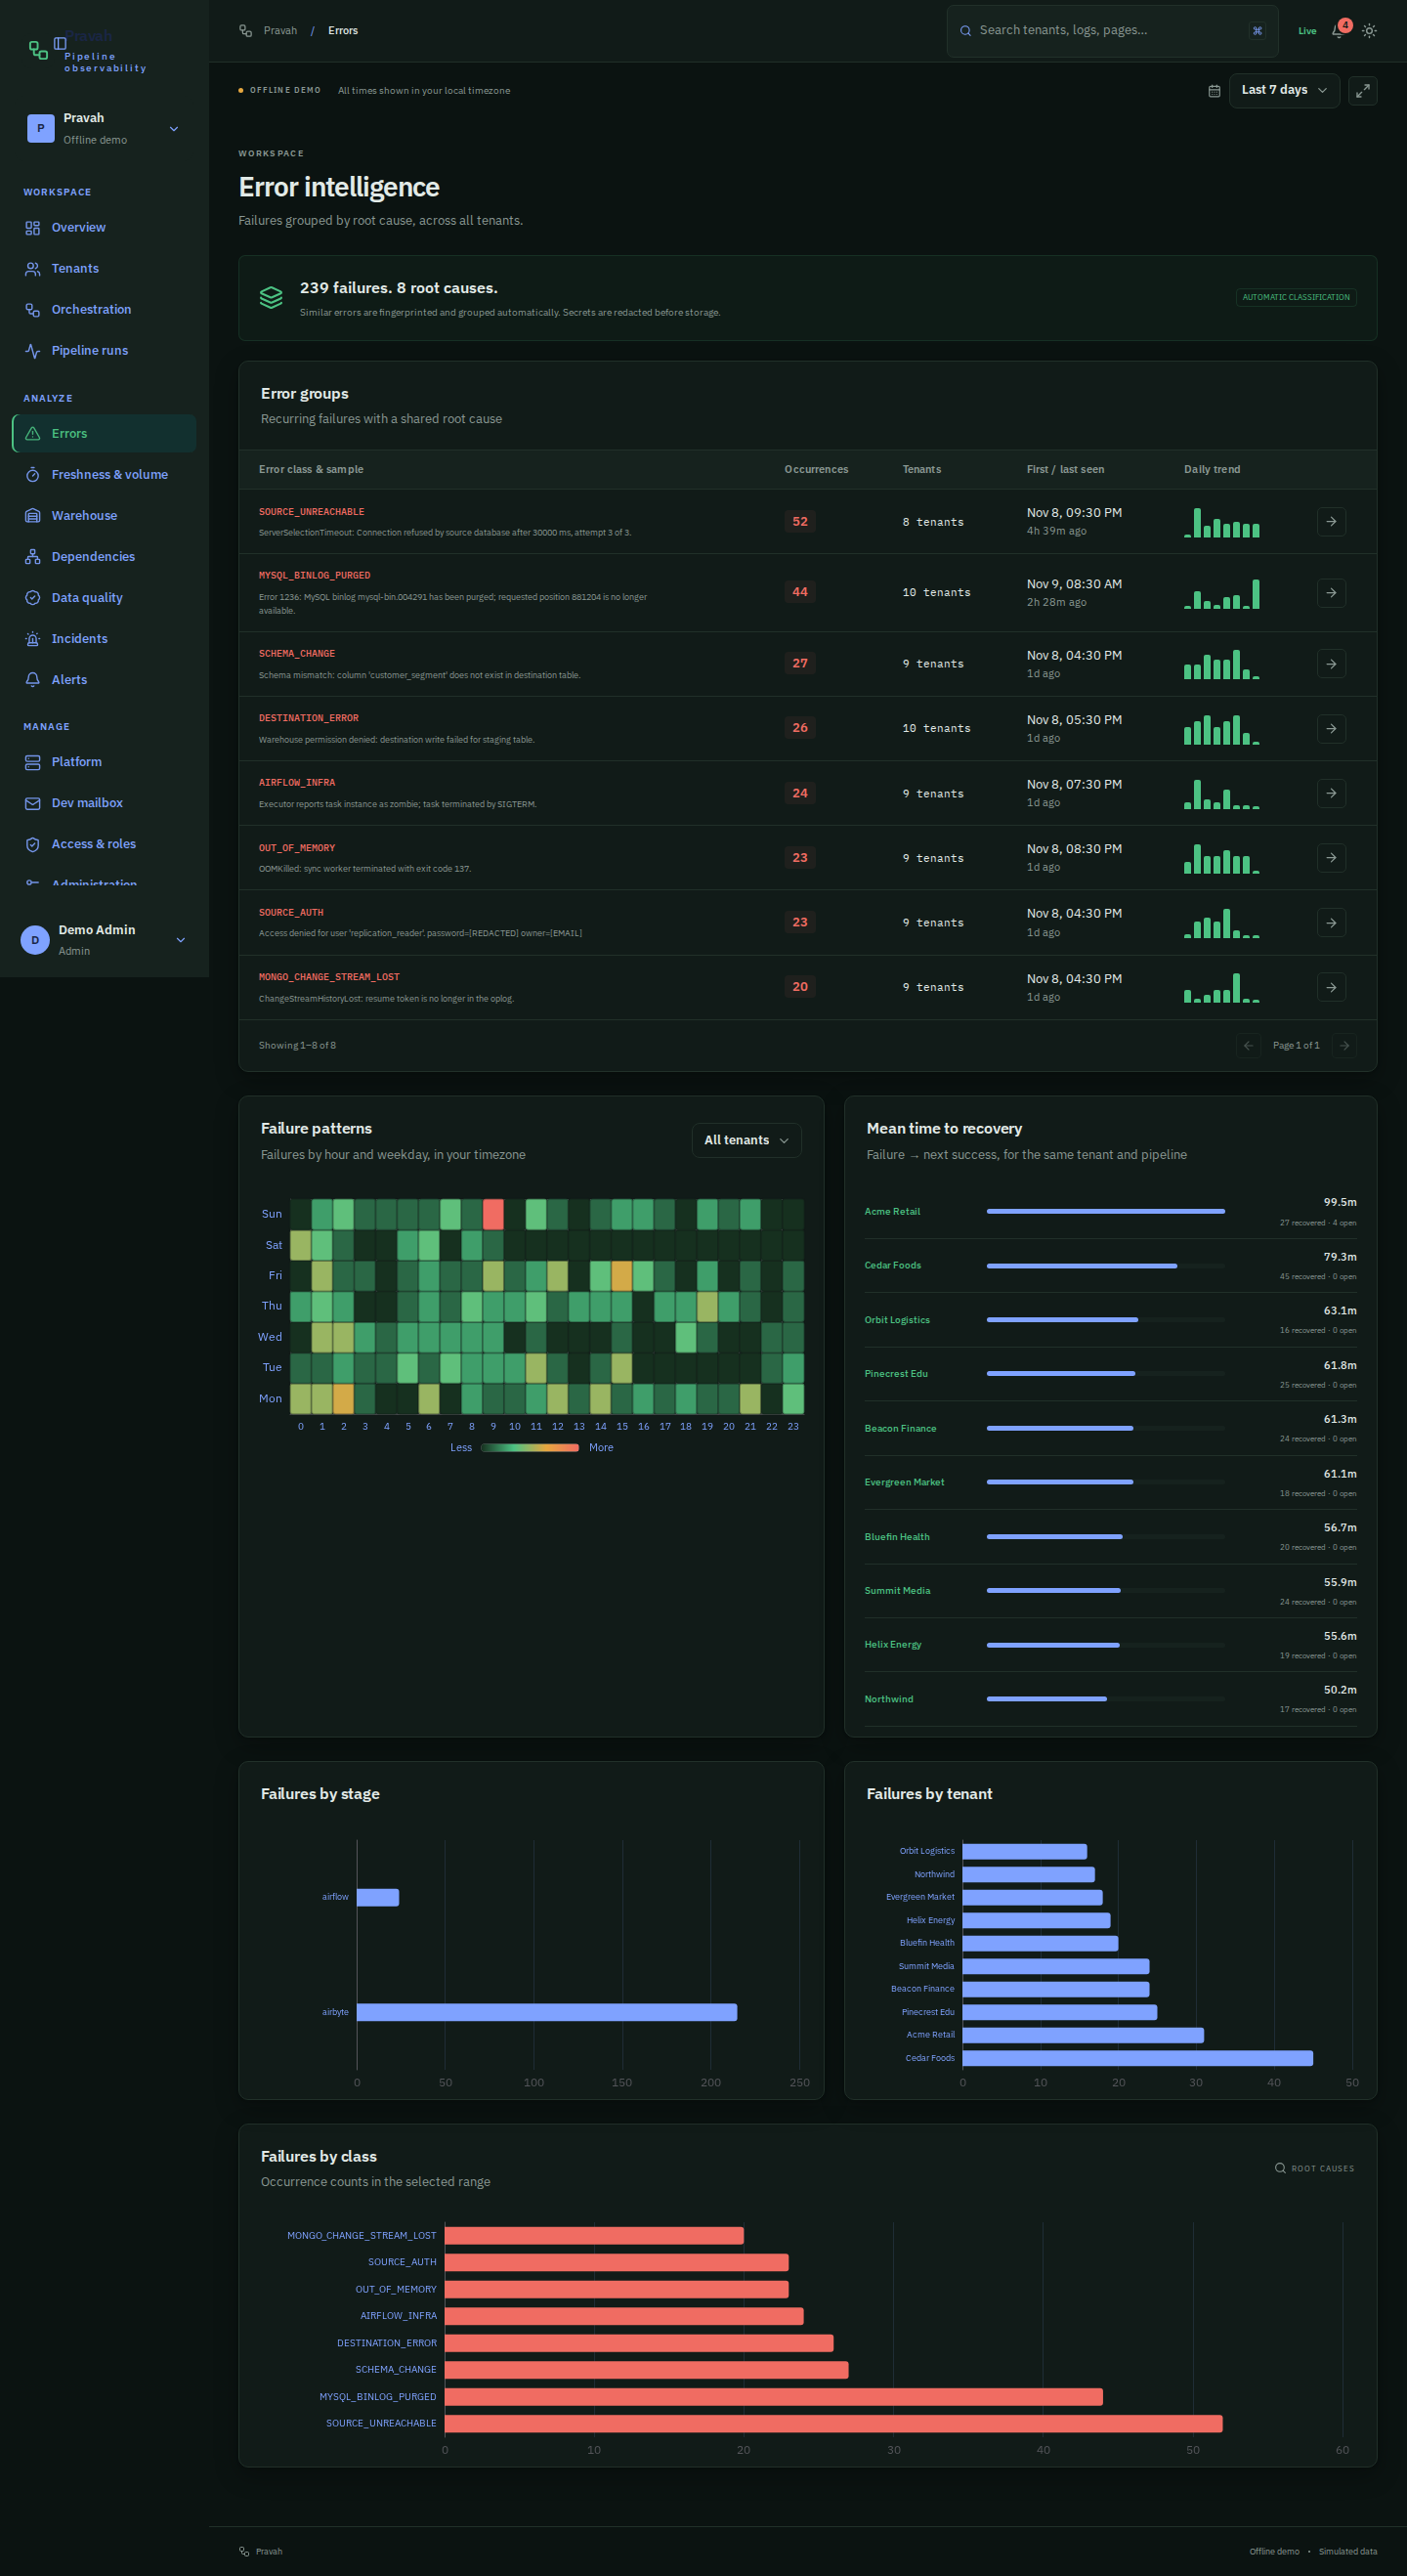 Pravah
Pipeline
observability
P
Pravah
Offline demo
WORKSPACE
Overview
Tenants
Orchestration
Pipeline runs
ANALYZE
Errors
Freshness & volume
Warehouse
Dependencies
Data quality
Incidents
Alerts
MANAGE
Platform
Dev mailbox
Access & roles
Administration
D
Demo Admin
Admin
Pravah / Errors
Search tenants, logs, pages...
⌘
Live
4
OFFLINE DEMO
All times shown in your local timezone
Last 7 days
WORKSPACE
Error intelligence
Failures grouped by root cause, across all tenants.
239 failures. 8 root causes.
Similar errors are fingerprinted and grouped automatically. Secrets are redacted before storage.
AUTOMATIC CLASSIFICATION
Error groups
Recurring failures with a shared root cause
Error class & sample Occurrences Tenants First / last seen Daily trend
SOURCE_UNREACHABLE
ServerSelectionTimeout: Connection refused by source database after 30000 ms, attempt 3 of 3.
52
8 tenants
Nov 8, 09:30 PM
4h 39m ago
MYSQL_BINLOG_PURGED
Error 1236: MySQL binlog mysql-bin.004291 has been purged; requested position 881204 is no longer
available.
44
10 tenants
Nov 9, 08:30 AM
2h 28m ago
SCHEMA_CHANGE
Schema mismatch: column 'customer_segment' does not exist in destination table.
27
9 tenants
Nov 8, 04:30 PM
1d ago
DESTINATION_ERROR
Warehouse permission denied: destination write failed for staging table.
26
10 tenants
Nov 8, 05:30 PM
1d ago
AIRFLOW_INFRA
Executor reports task instance as zombie; task terminated by SIGTERM.
24
9 tenants
Nov 8, 07:30 PM
1d ago
OUT_OF_MEMORY
OOMKilled: sync worker terminated with exit code 137.
23
9 tenants
Nov 8, 08:30 PM
1d ago
SOURCE_AUTH
Access denied for user 'replication_reader'. password=[REDACTED] owner=[EMAIL]
23
9 tenants
Nov 8, 04:30 PM
1d ago
MONGO_CHANGE_STREAM_LOST
ChangeStreamHistoryLost: resume token is no longer in the oplog.
20
9 tenants
Nov 8, 04:30 PM
1d ago
Showing 1–8 of 8
Page 1 of 1
Failure patterns
Failures by hour and weekday, in your timezone
All tenants
Sun
Sat
Fri
Thu
Wed
Tue
Mon
0 1 2 3 4 5 6 7 8 9 10 11 12 13 14 15 16 17 18 19 20 21 22 23
Less More
Mean time to recovery
Failure → next success, for the same tenant and pipeline
Acme Retail
99.5m
27 recovered · 4 open
Cedar Foods
79.3m
45 recovered · 0 open
Orbit Logistics
63.1m
16 recovered · 0 open
Pinecrest Edu
61.8m
25 recovered · 0 open
Beacon Finance
61.3m
24 recovered · 0 open
Evergreen Market
61.1m
18 recovered · 0 open
Bluefin Health
56.7m
20 recovered · 0 open
Summit Media
55.9m
24 recovered · 0 open
Helix Energy
55.6m
19 recovered · 0 open
Northwind
50.2m
17 recovered · 0 open
Failures by stage
airflow
airbyte
0 50 100 150 200 250
Failures by tenant
Orbit Logistics
Northwind
Evergreen Market
Helix Energy
Bluefin Health
Summit Media
Beacon Finance
Pinecrest Edu
Acme Retail
Cedar Foods
0 10 20 30 40 50
Failures by class
Occurrence counts in the selected range
ROOT CAUSES
MONGO_CHANGE_STREAM_LOST
SOURCE_AUTH
OUT_OF_MEMORY
AIRFLOW_INFRA
DESTINATION_ERROR
SCHEMA_CHANGE
MYSQL_BINLOG_PURGED
SOURCE_UNREACHABLE
0 10 20 30 40 50 60
Pravah
Offline demo • Simulated data